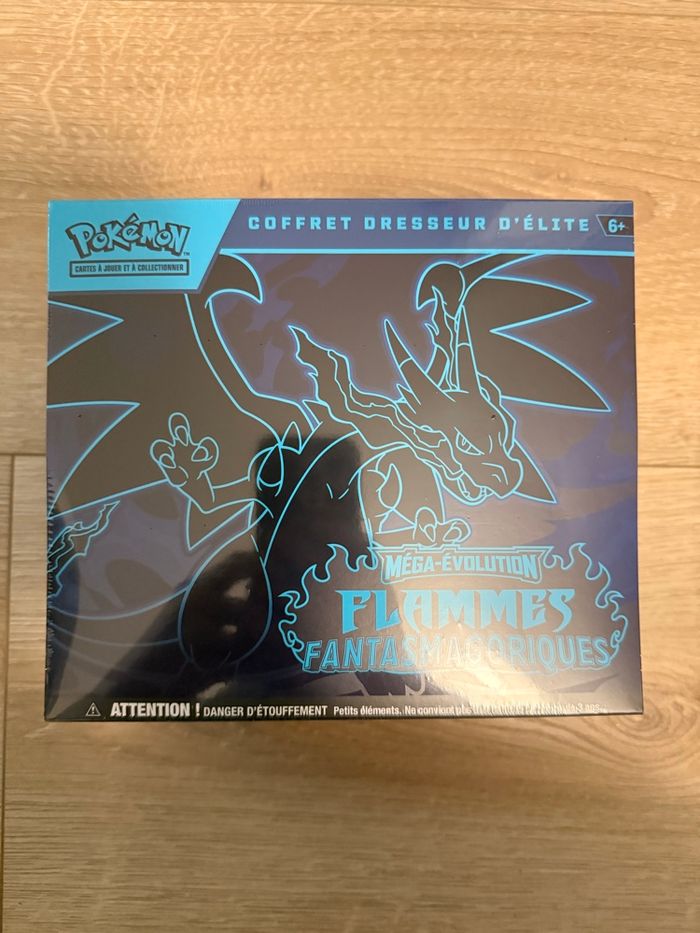 POKÉMON™
CARTES À JOUER ET À COLLECTIONNER
COFFRET DRESSEUR D'ÉLITE
6+
MÉGA-ÉVOLUTION
FLAMMES
FANTASMAGORIQUES
ATTENTION ! DANGER D'ÉTOUFFEMENT Petits éléments. Ne convient pas